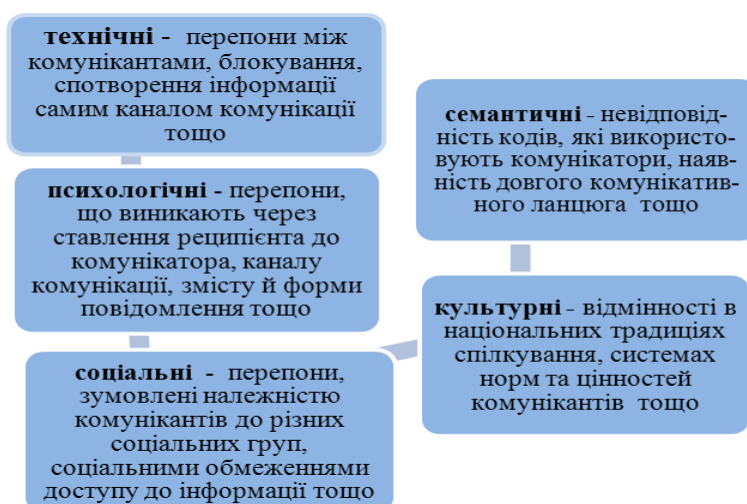 технічні - перепони між
комунікантами, блокування,
спотворення інформації
самим каналом комунікації
тощо
психологічні - перепони,
що виникають через
ставлення реципієнта до
комунікатора, каналу
комунікації, змісту й форми
повідомлення тощо
соціальні - перепони,
зумовлені належністю
комунікантів до різних
соціальних груп,
соціальними обмеженнями
доступу до інформації тощо
культурні - відмінності в
національних традиціях
спілкування, системах
норм та цінностей
комунікантів тощо
семантичні - невідповід-
ність кодів, які використо-
вують комунікатори, наяв-
ність довгого комунікатив-
ного ланцюга тощо